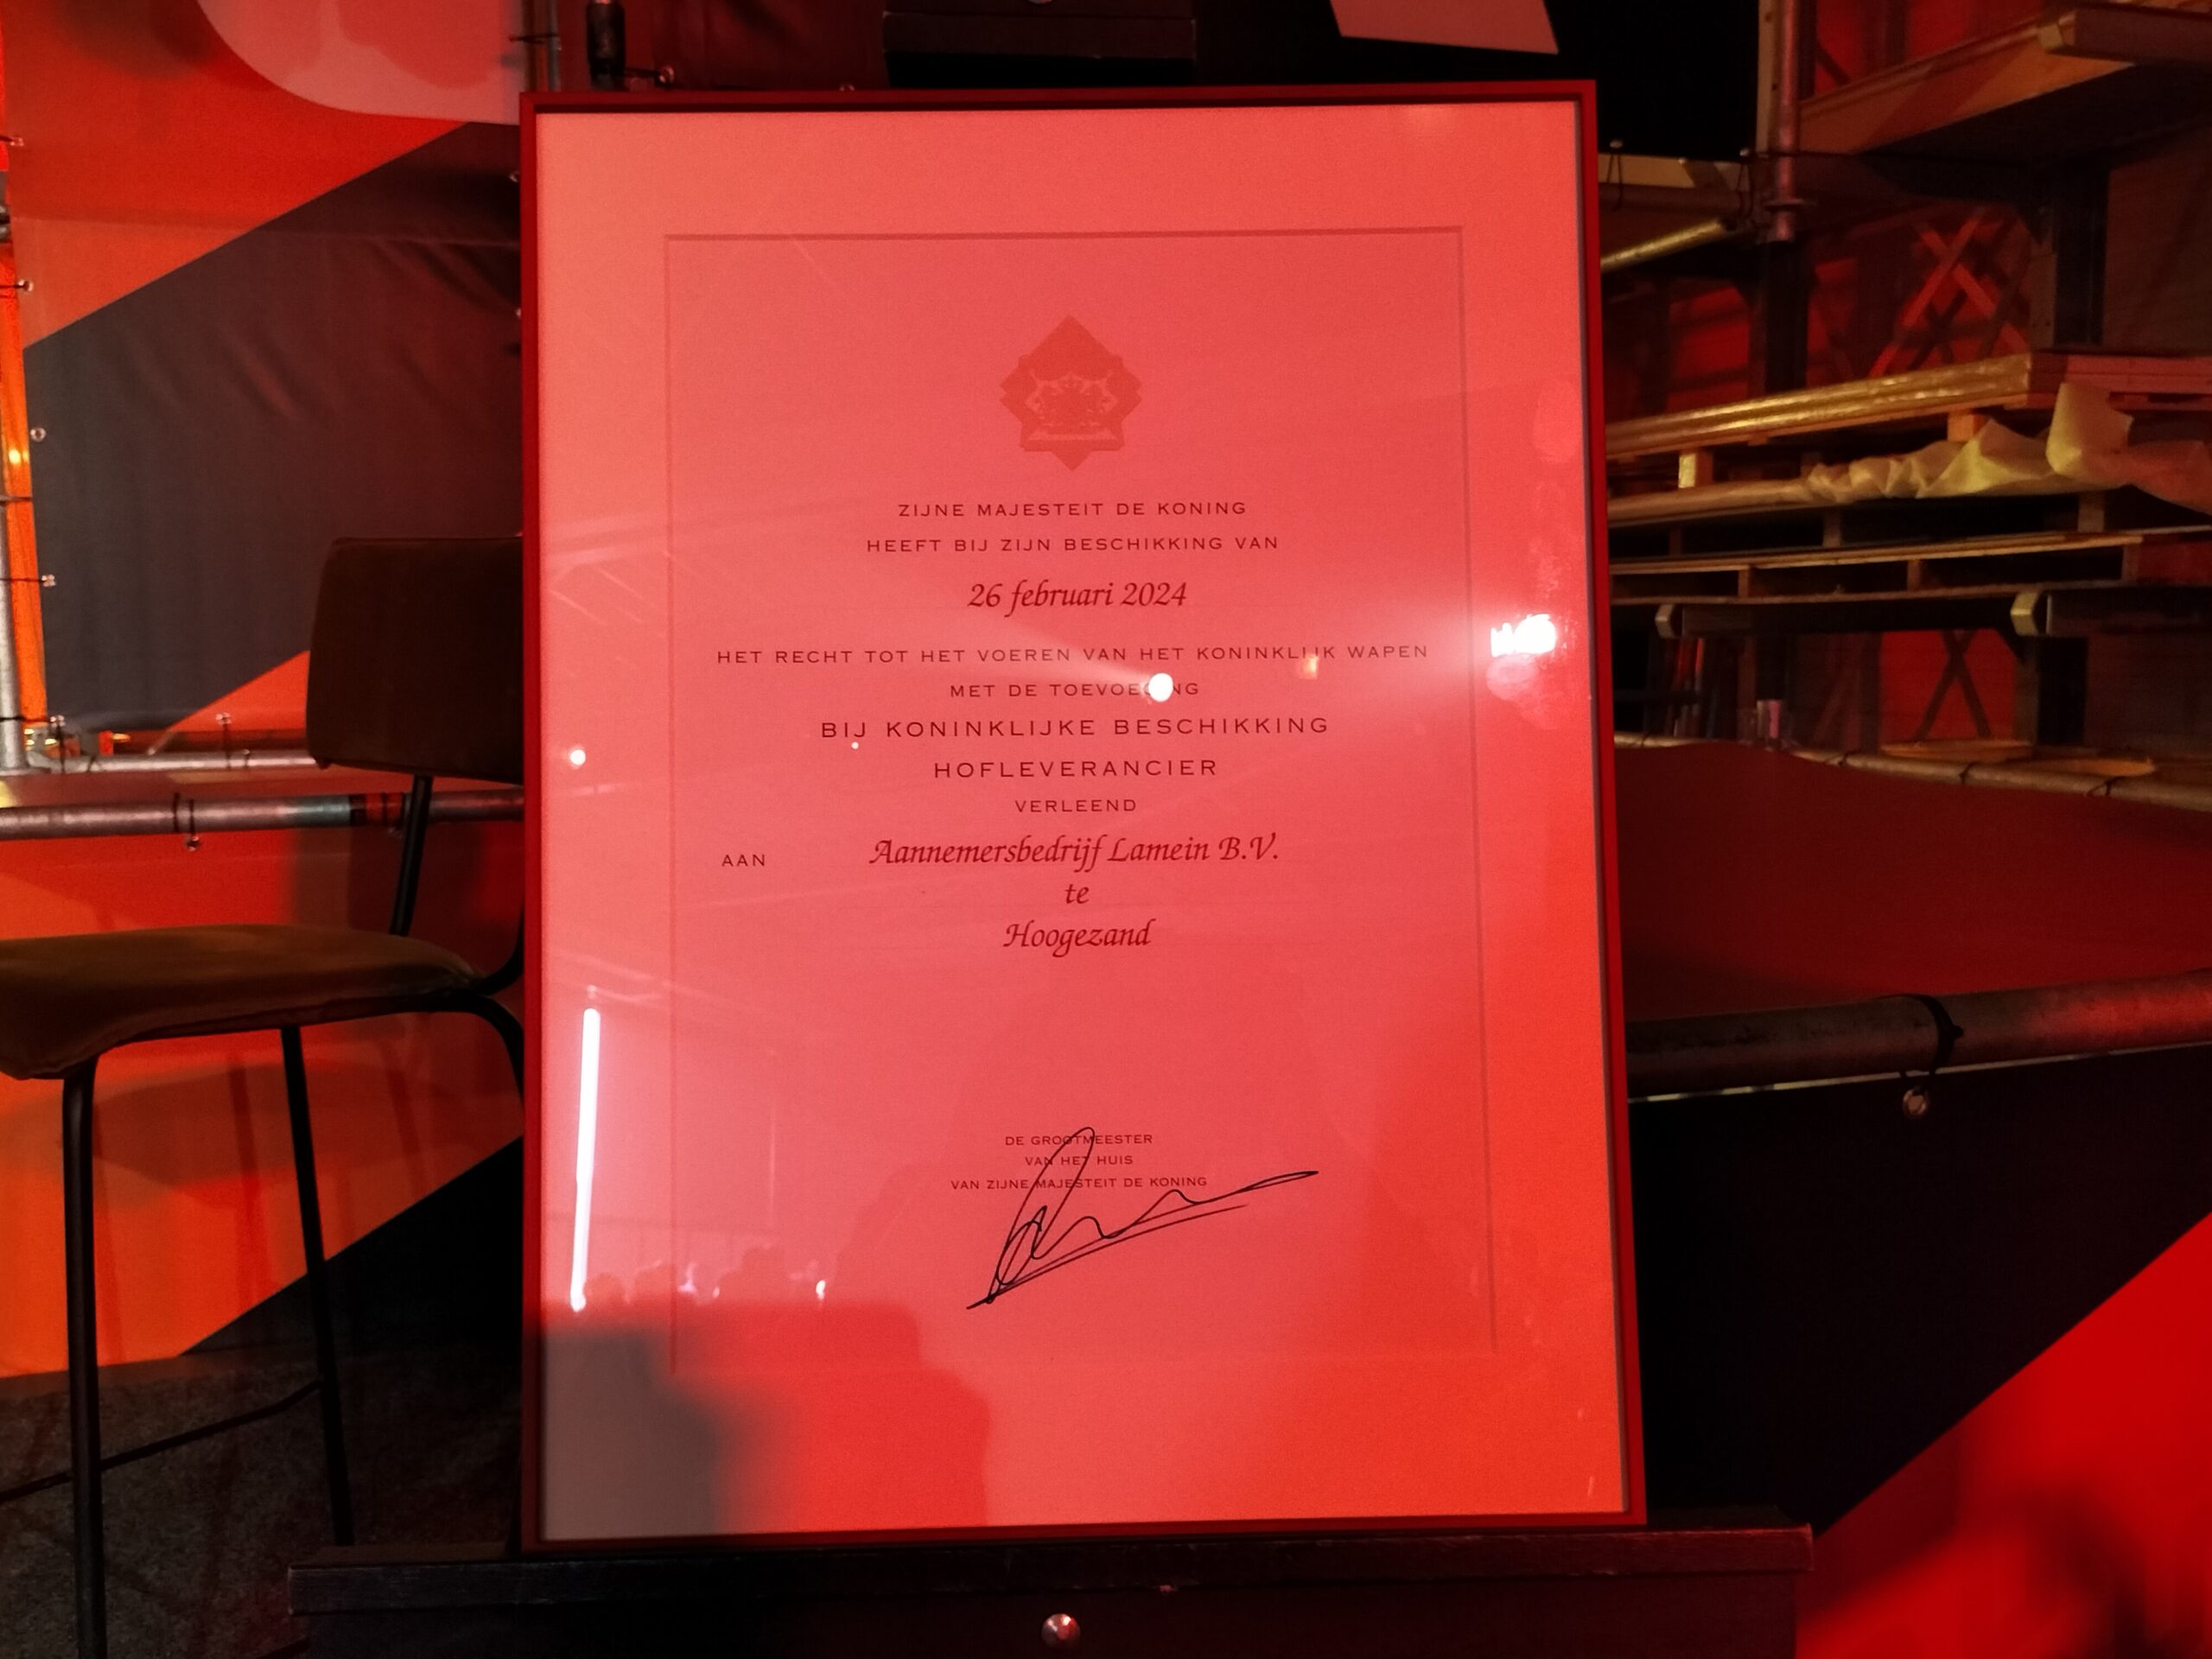 ZIJNE MAJESTEIT DE KONING
HEEFT BIJ ZIJN BESCHIKKING VAN
26 februari 2024
HET RECHT TOT HET VOEREN VAN HET KONINKLIJK WAPEN
MET DE TOEVOEGING
BIJ KONINKLIJKE BESCHIKKING
HOFLEVERANCIER
VERLEEND
AAN Aannemersbedrijf Lamein B.V.
te
Hoogezand
DE GROOTMEESTER
VAN HET HUIS
VAN ZIJNE MAJESTEIT DE KONING